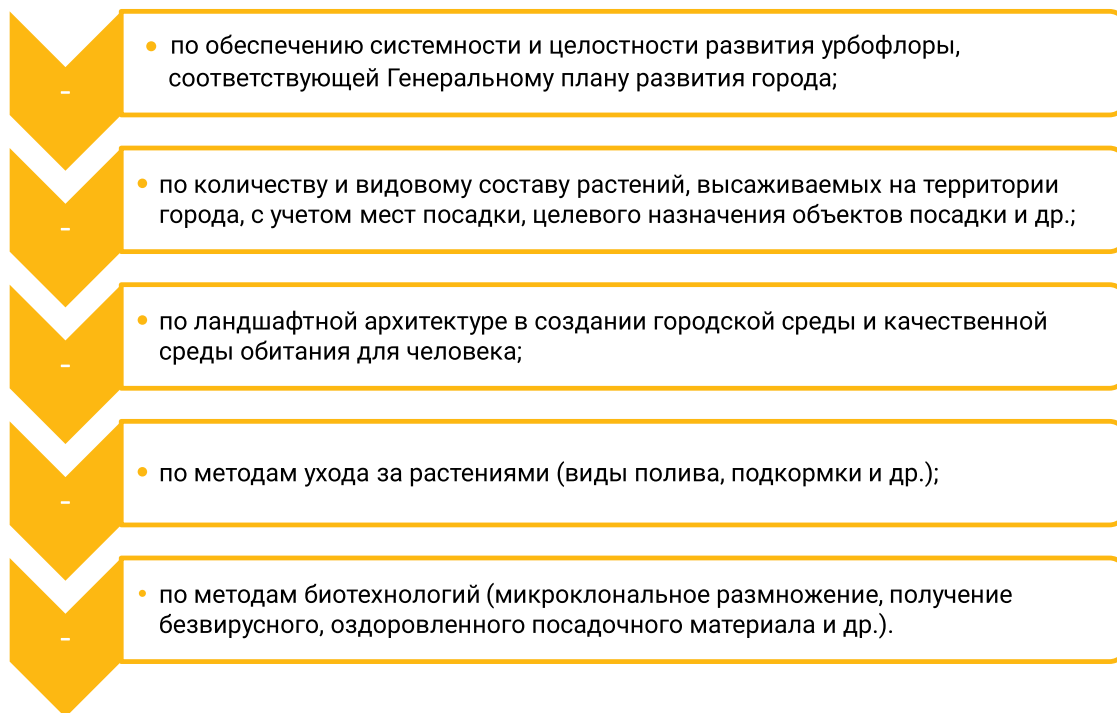 -
• по обеспечению системности и целостности развития урбофлоры,
соответствующей Генеральному плану развития города;
-
• по количеству и видовому составу растений, высаживаемых на территории
города, с учетом мест посадки, целевого назначения объектов посадки и др.;
-
• по ландшафтной архитектуре в создании городской среды и качественной
среды обитания для человека;
-
• по методам ухода за растениями (виды полива, подкормки и др.);
-
• по методам биотехнологий (микроклональное размножение, получение
безвирусного, оздоровленного посадочного материала и др.).